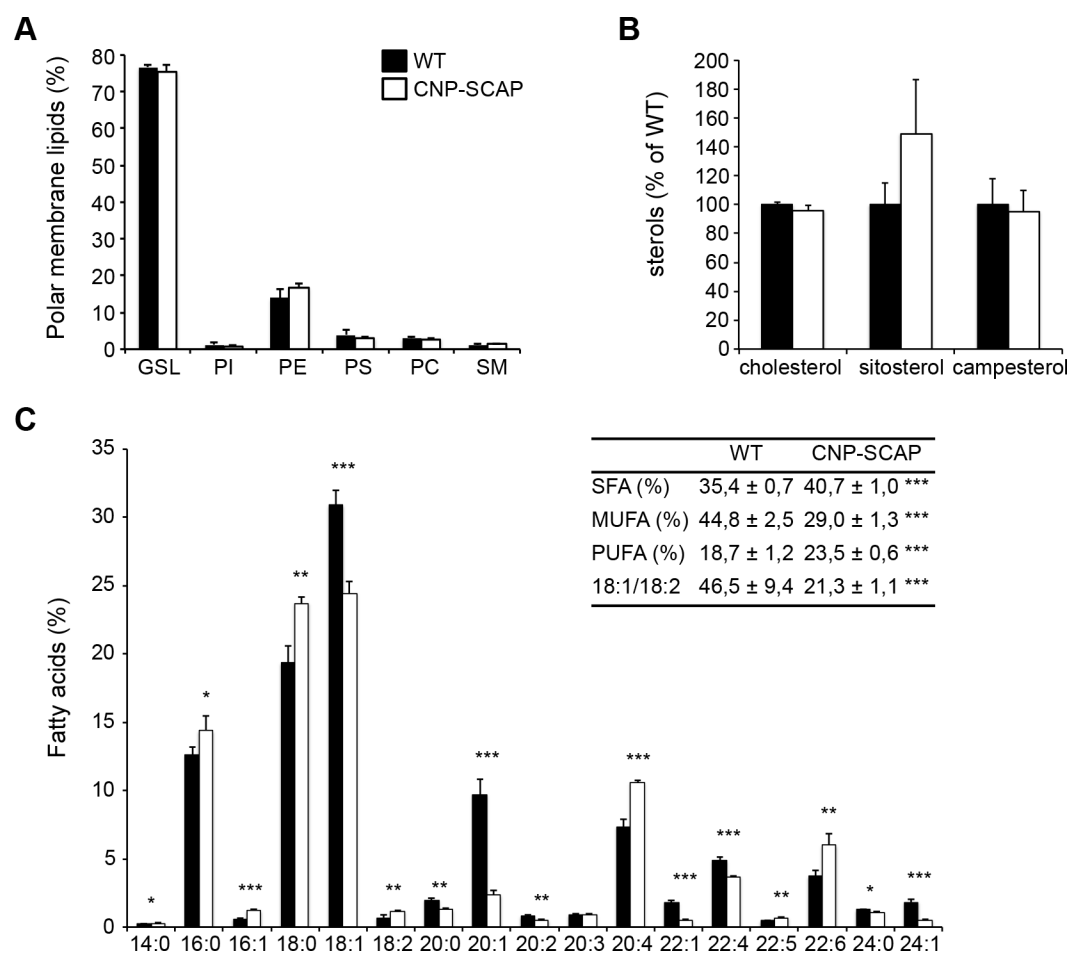 A
Polar membrane lipids (%)
80
70
60
50
40
30
20
10
0
GSL PI PE PS PC SM
WT
CNP-SCAP
B
sterols (% of WT)
200
180
160
140
120
100
80
60
40
20
0
cholesterol sitosterol campesterol
C
Fatty acids (%)
35
30
25
20
15
10
5
0
* * *** ** *** ** ** *** ** *** *** *** ** ** * ***
14:0 16:0 16:1 18:0 18:1 18:2 20:0 20:1 20:2 20:3 20:4 22:1 22:4 22:5 22:6 24:0 24:1
WT CNP-SCAP
SFA (%) 35,4 ± 0,7 40,7 ± 1,0 ***
MUFA (%) 44,8 ± 2,5 29,0 ± 1,3 ***
PUFA (%) 18,7 ± 1,2 23,5 ± 0,6 ***
18:1/18:2 46,5 ± 9,4 21,3 ± 1,1 ***